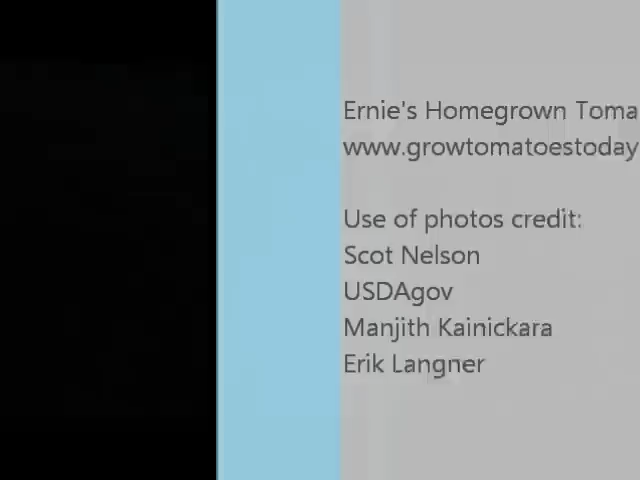 Ernie's Homegrown Toma
www.growtomatoestoday
Use of photos credit:
Scot Nelson
USDAgov
Manjith Kainickara
Erik Langner